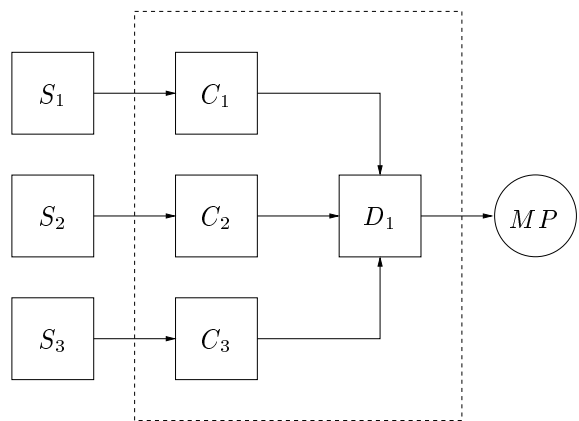 S₁ C₁
S₂ C₂ D₁ MP
S₃ C₃